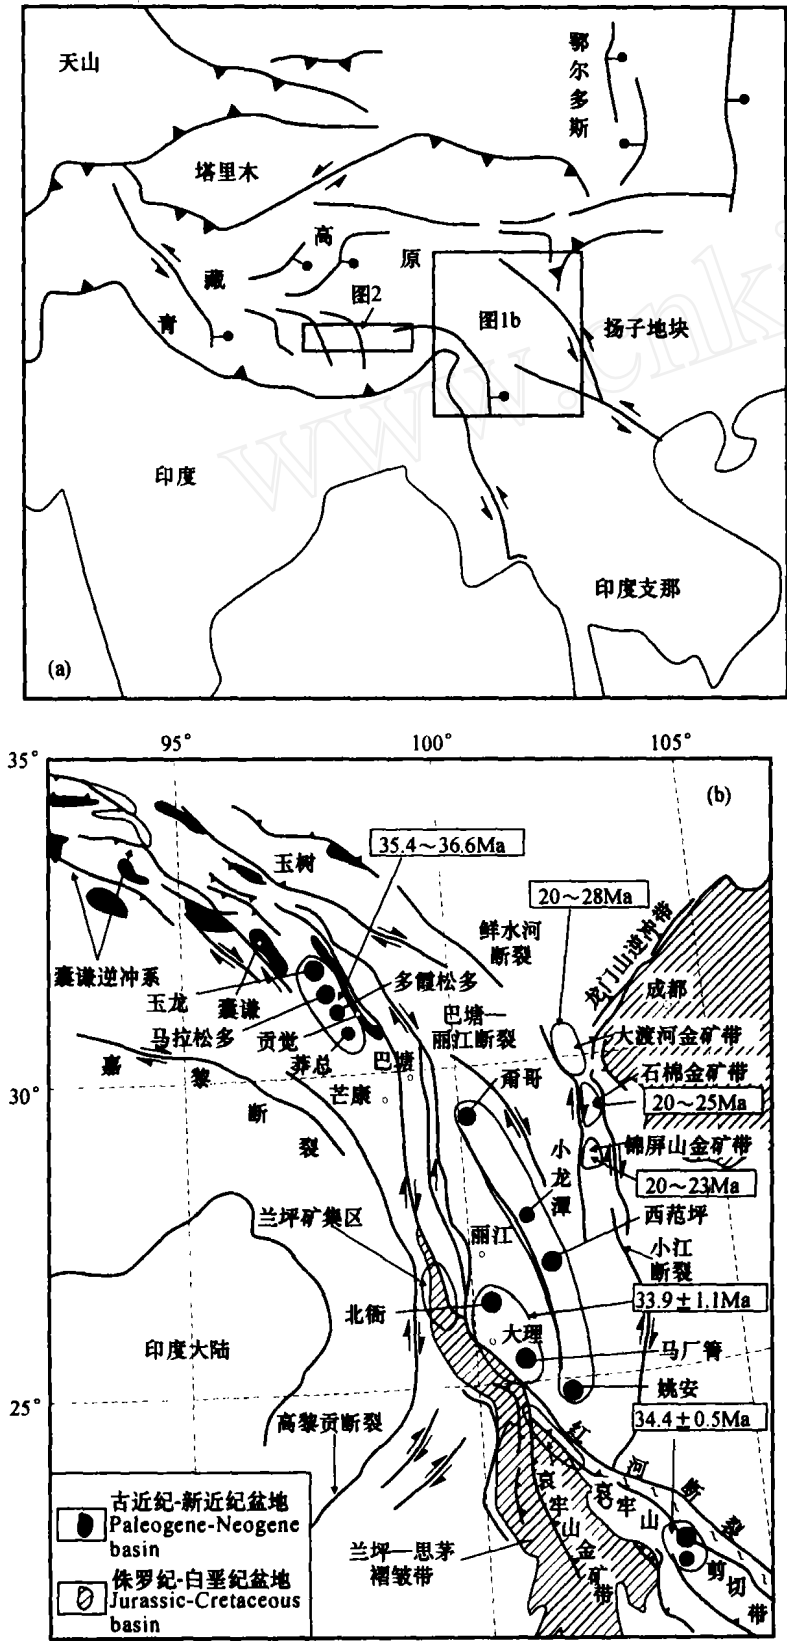 天山
鄂尔多斯
塔里木
高
原
藏
青
图2
图1b
扬子地块
印度
印度支那
(a)
www.cnki
95°
100°
105°
35°
(b)
35.4～36.6Ma
玉树
20～28Ma
鲜水河
断裂
龙门山逆冲带
成都
囊谦逆冲系
玉龙
囊谦
多霞松多
马拉松多
贡觉
莽总
巴塘
巴塘—
丽江断裂
大渡河金矿带
石棉金矿带
嘉黎断裂
30°
芒康
甭哥
20～25Ma
锦屏山金矿带
20～23Ma
小龙潭
兰坪矿集区
丽江
西范坪
小江
断裂
33.9±1.1Ma
北衙
大理
马厂箐
印度大陆
姚安
25°
34.4±0.5Ma
高黎贡断裂
红河断裂
哀牢山金矿带
哀牢山剪切带
兰坪—思茅
褶皱带
古近纪-新近纪盆地
Paleogene-Neogene
basin
侏罗纪-白垩纪盆地
Jurassic-Cretaceous
basin